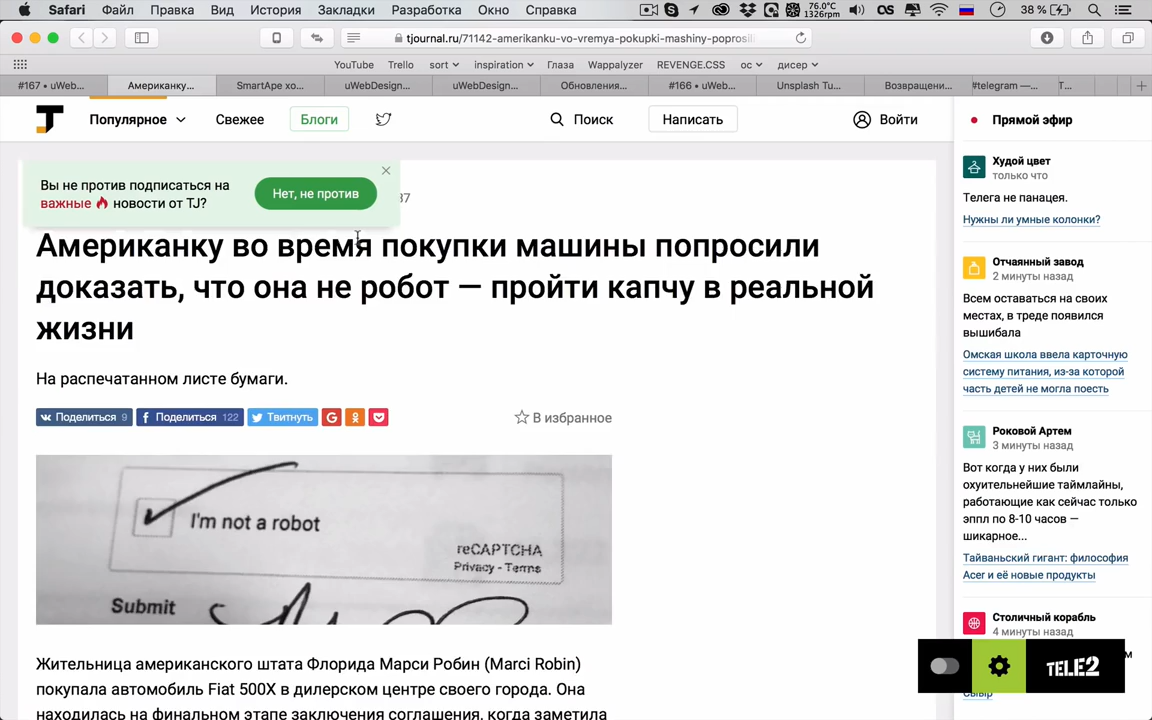 Safari Файл Правка Вид История Закладки Разработка Окно Справка 76.0°C 1326rpm 38 %
tjournal.ru/71142-amerikanku-vo-vremya-pokupki-mashiny-poprosil
YouTube Trello sort inspiration Глаза Wappalyzer REVENGE.CSS ос дисер
#167 • uWeb... Американку... SmartApe хо... uWebDesign... uWebDesign... Обновления... #166 • uWeb... Unsplash Tu... Возвращени... #telegram —... Т...
Популярное Свежее Блоги Поиск Написать Войти
Прямой эфир
Вы не против подписаться на
важные новости от TJ?
Нет, не против
37
Американку во время покупки машины попросили
доказать, что она не робот — пройти капчу в реальной
жизни
На распечатанном листе бумаги.
Поделиться 9 Поделиться 122 Твитнуть В избранное
I'm not a robot
reCAPTCHA
Privacy - Terms
Submit
Жительница американского штата Флорида Марси Робин (Marci Robin)
покупала автомобиль Fiat 500X в дилерском центре своего города. Она
находилась на финальном этапе заключения соглашения, когда заметила
Худой цвет
только что
Телега не панацея.
Нужны ли умные колонки?
Отчаянный завод
2 минуты назад
Всем оставаться на своих
местах, в треде появился
вышибала
Омская школа ввела карточную
систему питания, из-за которой
часть детей не могла поесть
Роковой Артем
3 минуты назад
Вот когда у них были
охуительнейшие таймлайны,
работающие как сейчас только
эппл по 8-10 часов —
шикарное...
Тайваньский гигант: философия
Acer и её новые продукты
Столичный корабль
4 минуты назад
TELE2